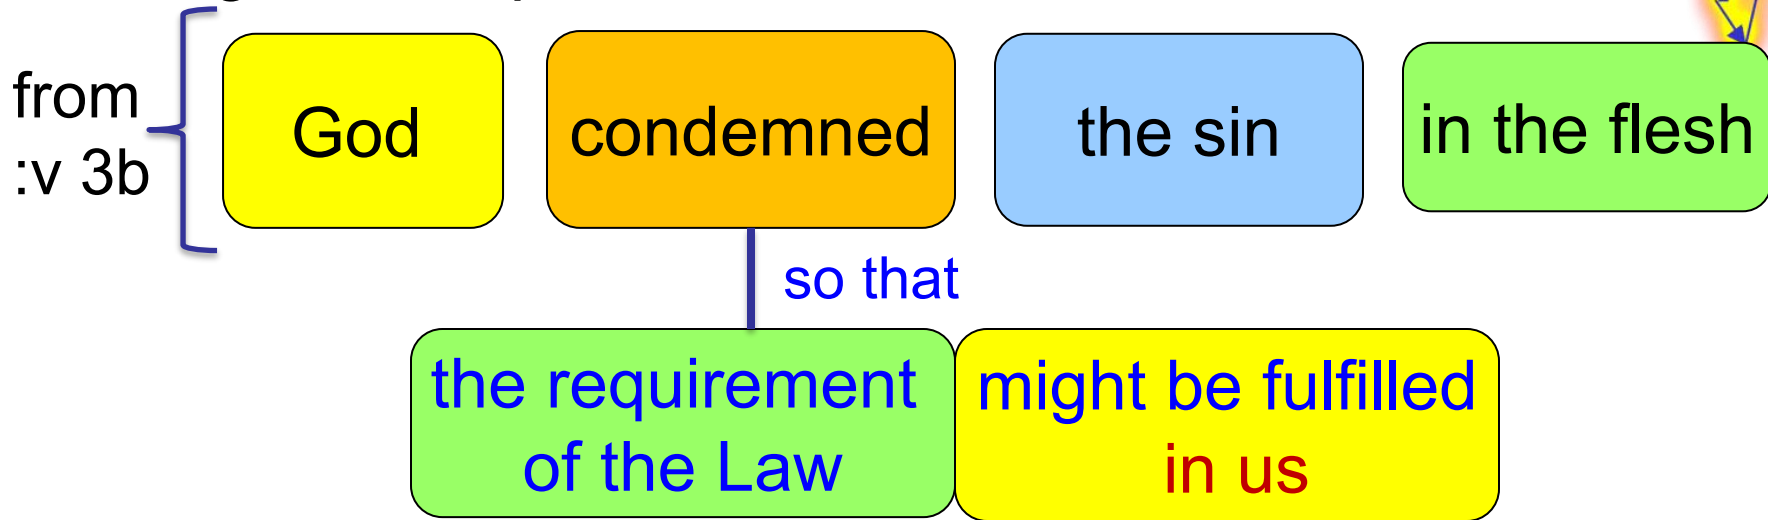 from
:v 3b
God
condemned
the sin
in the flesh
so that
the requirement
of the Law
might be fulfilled
in us